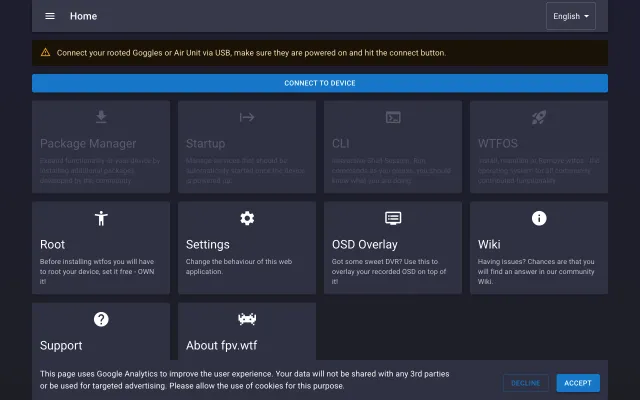 Home
English
Connect your rooted Goggles or Air Unit via USB, make sure they are powered on and hit the connect button.
CONNECT TO DEVICE
Package Manager
Expand functionality of your device by
installing additional packages
developed by the community.
Startup
Manage services that should be
automatically started once the device
is powered up.
CLI
WTFOS
Root
Before installing wtfos you will have
to root your device, set it free - OWN
it!
Settings
Change the behaviour of this web
application.
OSD Overlay
Got some sweet DVR? Use this to
overlay your recorded OSD on top of
it!
Wiki
Having issues? Chances are that you
will find an answer in our community
Wiki.
Support
About fpv.wtf
This page uses Google Analytics to improve the user experience. Your data will not be shared with any 3rd parties
or be used for targeted advertising. Please allow the use of cookies for this purpose.
DECLINE
ACCEPT